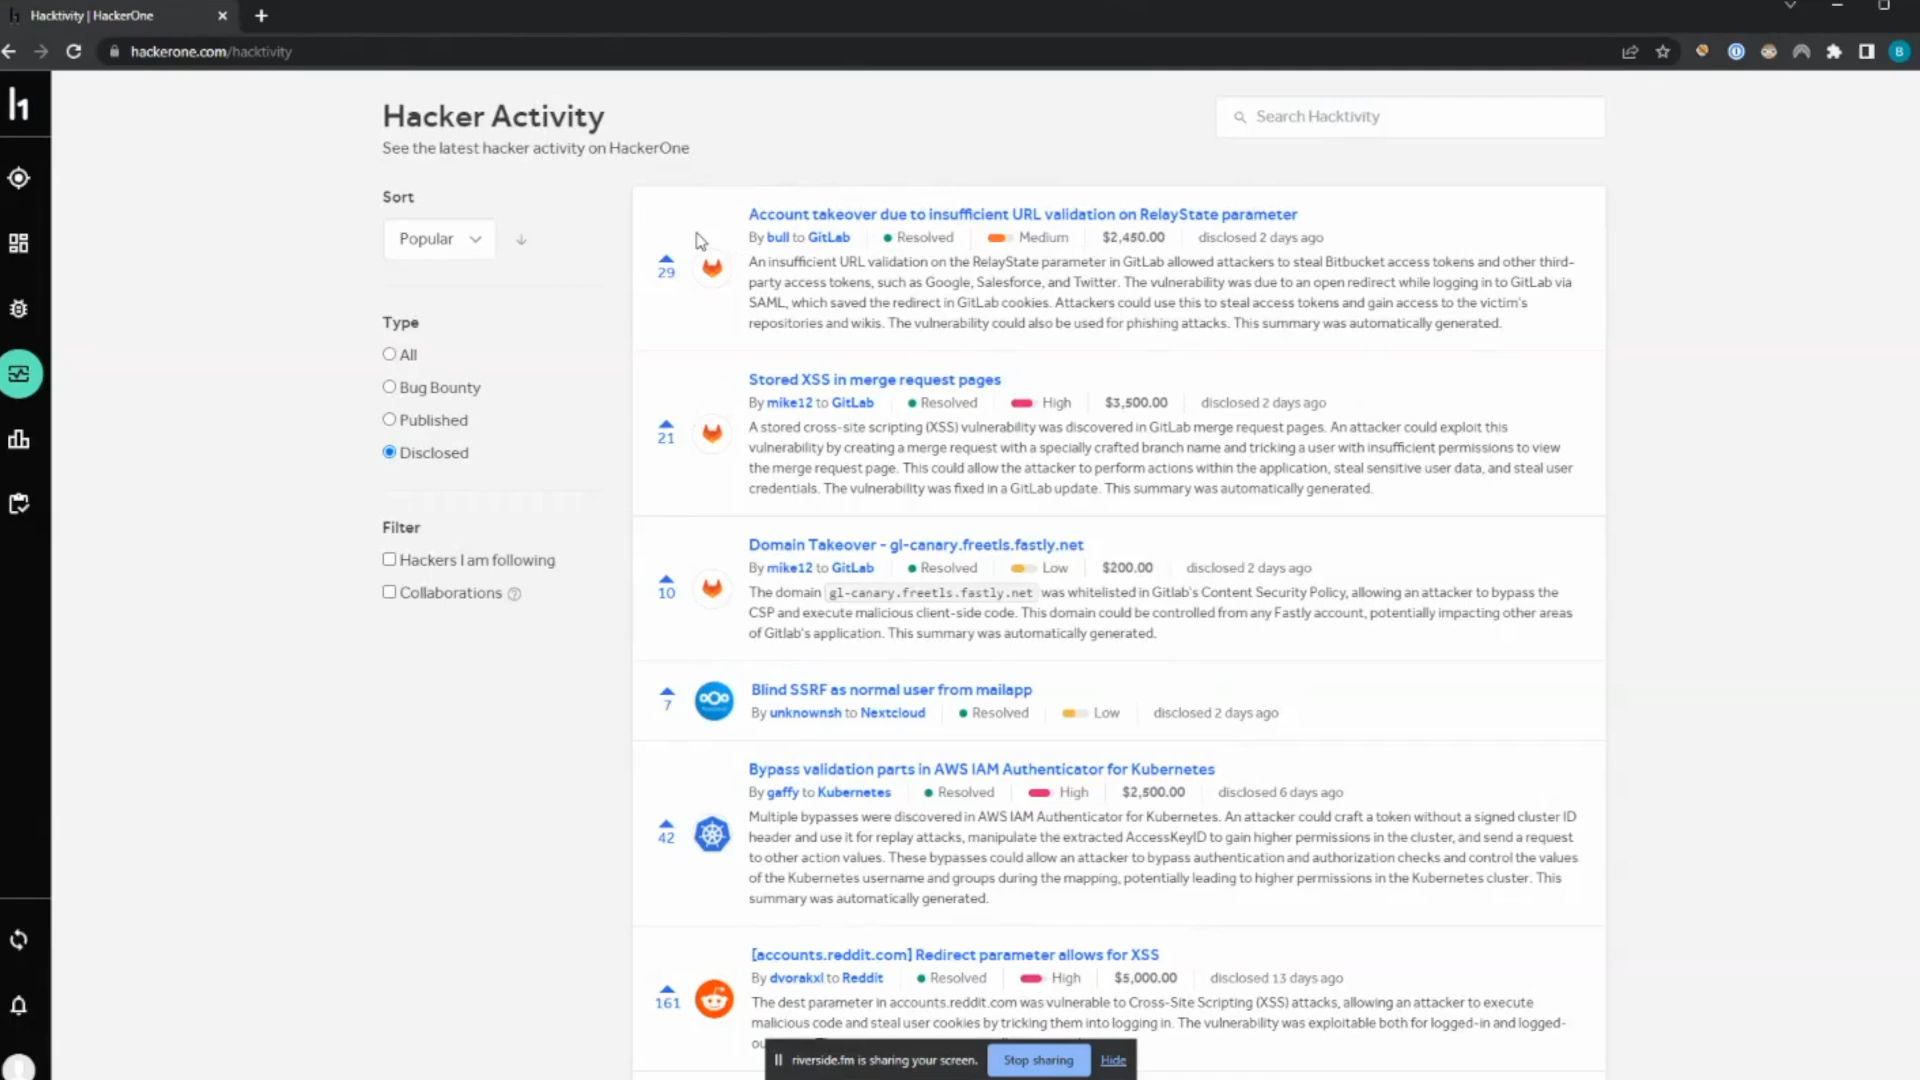 Hacktivity | HackerOne
hackerone.com/hacktivity
B
h1
Hacker Activity
See the latest hacker activity on HackerOne
Search Hacktivity
Sort
Popular
Type
All
Bug Bounty
Published
Disclosed
Filter
Hackers I am following
Collaborations
29
Account takeover due to insufficient URL validation on RelayState parameter
By bull to GitLab Resolved Medium $2,450.00 disclosed 2 days ago
An insufficient URL validation on the RelayState parameter in GitLab allowed attackers to steal Bitbucket access tokens and other third-
party access tokens, such as Google, Salesforce, and Twitter. The vulnerability was due to an open redirect while logging in to GitLab via
SAML, which saved the redirect in GitLab cookies. Attackers could use this to steal access tokens and gain access to the victim's
repositories and wikis. The vulnerability could also be used for phishing attacks. This summary was automatically generated.
21
Stored XSS in merge request pages
By mike12 to GitLab Resolved High $3,500.00 disclosed 2 days ago
A stored cross-site scripting (XSS) vulnerability was discovered in GitLab merge request pages. An attacker could exploit this
vulnerability by creating a merge request with a specially crafted branch name and tricking a user with insufficient permissions to view
the merge request page. This could allow the attacker to perform actions within the application, steal sensitive user data, and steal user
credentials. The vulnerability was fixed in a GitLab update. This summary was automatically generated.
10
Domain Takeover - gl-canary.freetls.fastly.net
By mike12 to GitLab Resolved Low $200.00 disclosed 2 days ago
The domain gl-canary.freetls.fastly.net was whitelisted in Gitlab's Content Security Policy, allowing an attacker to bypass the
CSP and execute malicious client-side code. This domain could be controlled from any Fastly account, potentially impacting other areas
of Gitlab's application. This summary was automatically generated.
7
Blind SSRF as normal user from mailapp
By unknownsh to Nextcloud Resolved Low disclosed 2 days ago
42
Bypass validation parts in AWS IAM Authenticator for Kubernetes
By gaffy to Kubernetes Resolved High $2,500.00 disclosed 6 days ago
Multiple bypasses were discovered in AWS IAM Authenticator for Kubernetes. An attacker could craft a token without a signed cluster ID
header and use it for replay attacks, manipulate the extracted AccessKeyID to gain higher permissions in the cluster, and send a request
to other action values. These bypasses could allow an attacker to bypass authentication and authorization checks and control the values
of the Kubernetes username and groups during the mapping, potentially leading to higher permissions in the Kubernetes cluster. This
summary was automatically generated.
161
[accounts.reddit.com] Redirect parameter allows for XSS
By dvorakxl to Reddit Resolved High $5,000.00 disclosed 13 days ago
The dest parameter in accounts.reddit.com was vulnerable to Cross-Site Scripting (XSS) attacks, allowing an attacker to execute
malicious code and steal user cookies by tricking them into logging in. The vulnerability was exploitable both for logged-in and logged-
riverside.fm is sharing your screen. Stop sharing Hide